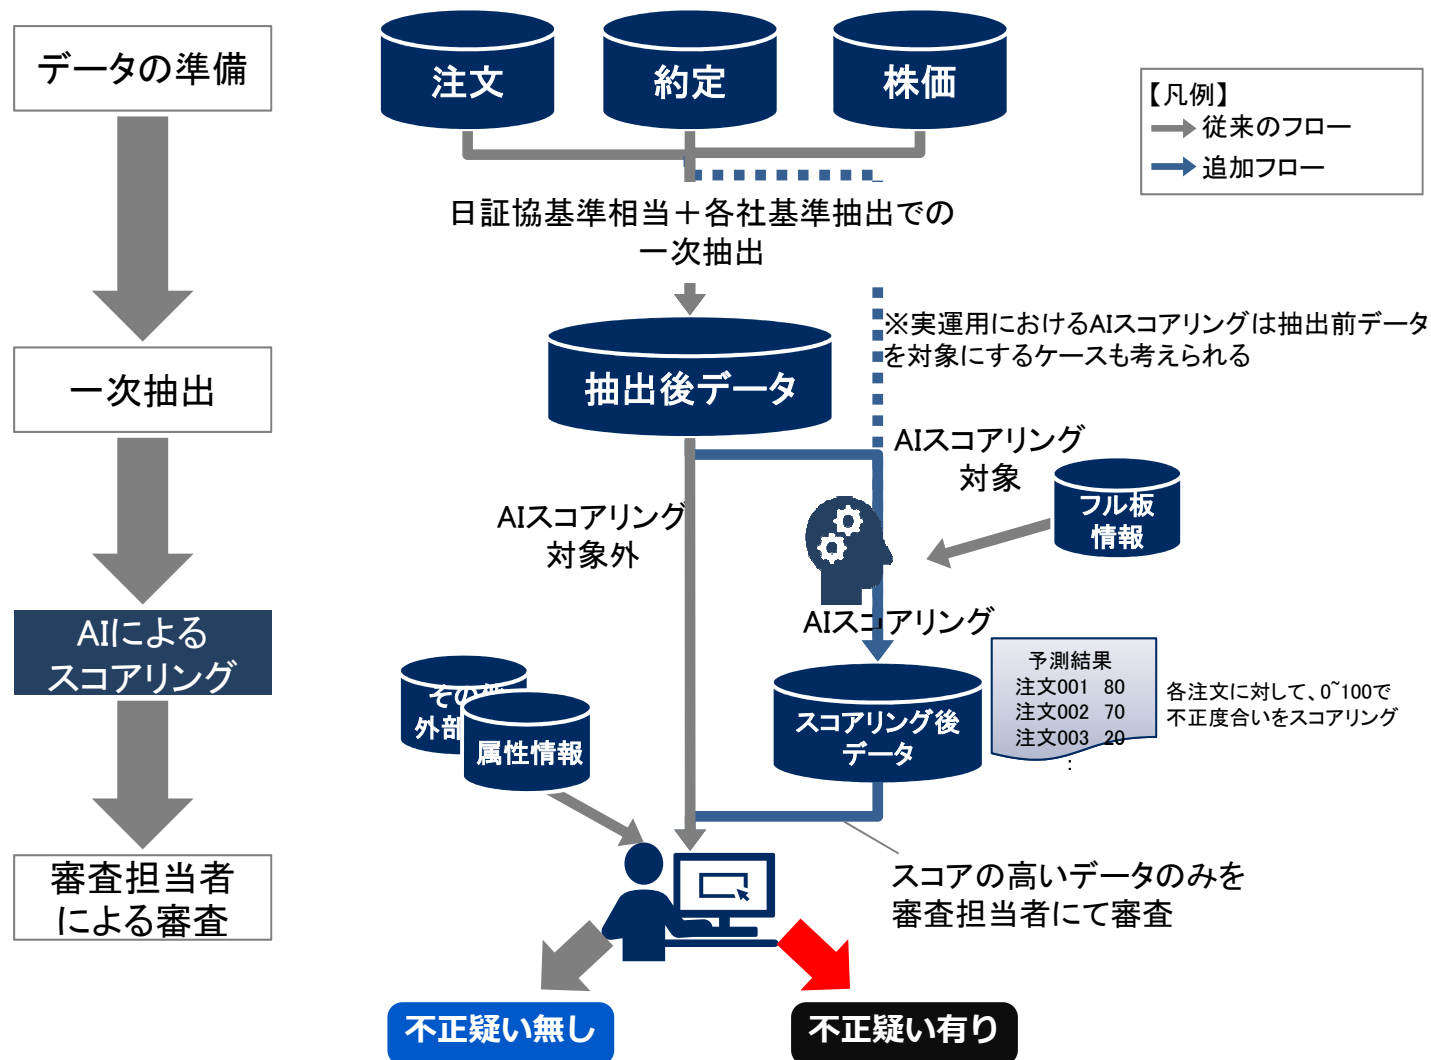 データの準備
注文
約定
株価
【凡例】
従来のフロー
追加フロー
日証協基準相当＋各社基準抽出での
一次抽出
※実運用におけるAIスコアリングは抽出前データ
を対象にするケースも考えられる
一次抽出
抽出後データ
AIスコアリング
対象
フル板
情報
AIスコアリング
対象外
AIスコアリング
AIによる
スコアリング
その他
外部
属性情報
スコアリング後
データ
予測結果
注文001 80
注文002 70
注文003 20
:
各注文に対して、0~100で
不正度合いをスコアリング
審査担当者
による審査
スコアの高いデータのみを
審査担当者にて審査
不正疑い無し
不正疑い有り